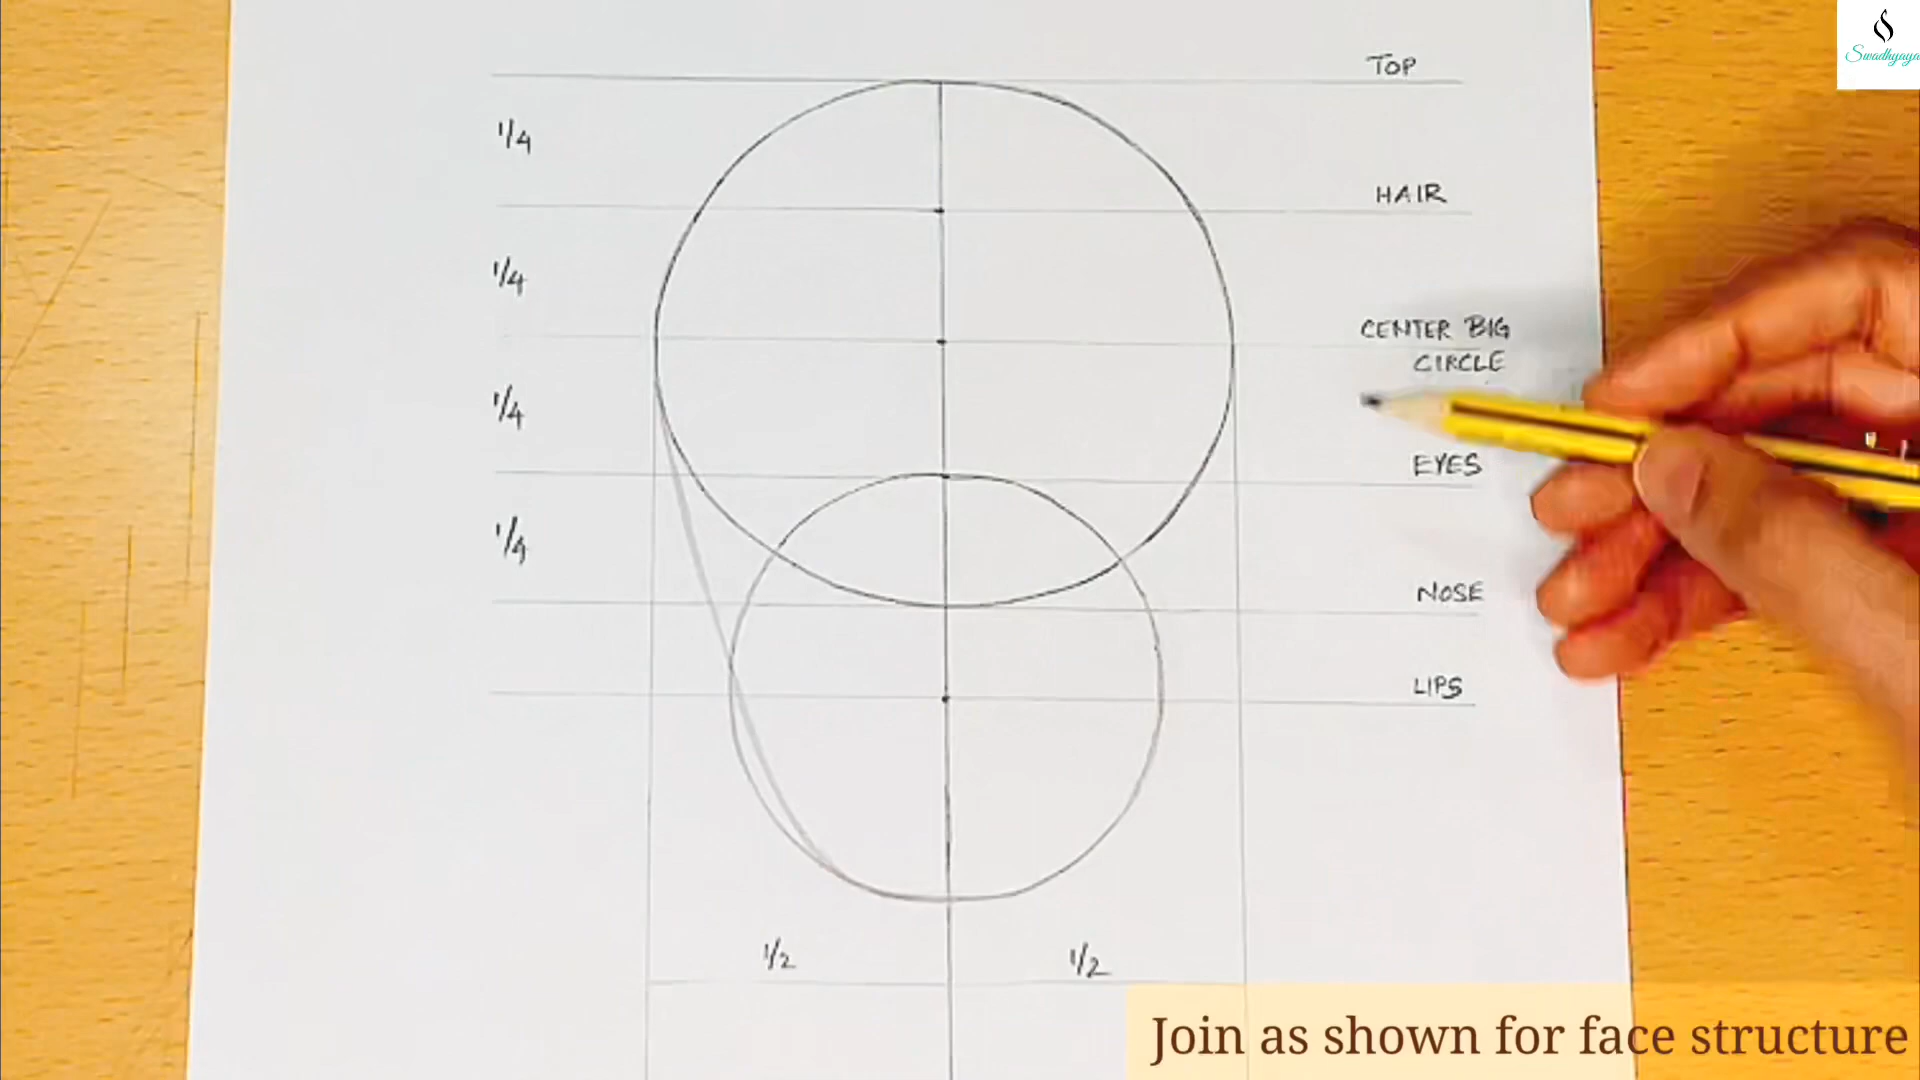 Swadhyaya
TOP
1/4
HAIR
1/4
CENTER BIG
CIRCLE
1/4
EYES
1/4
NOSE
LIPS
1/2 1/2
Join as shown for face structure